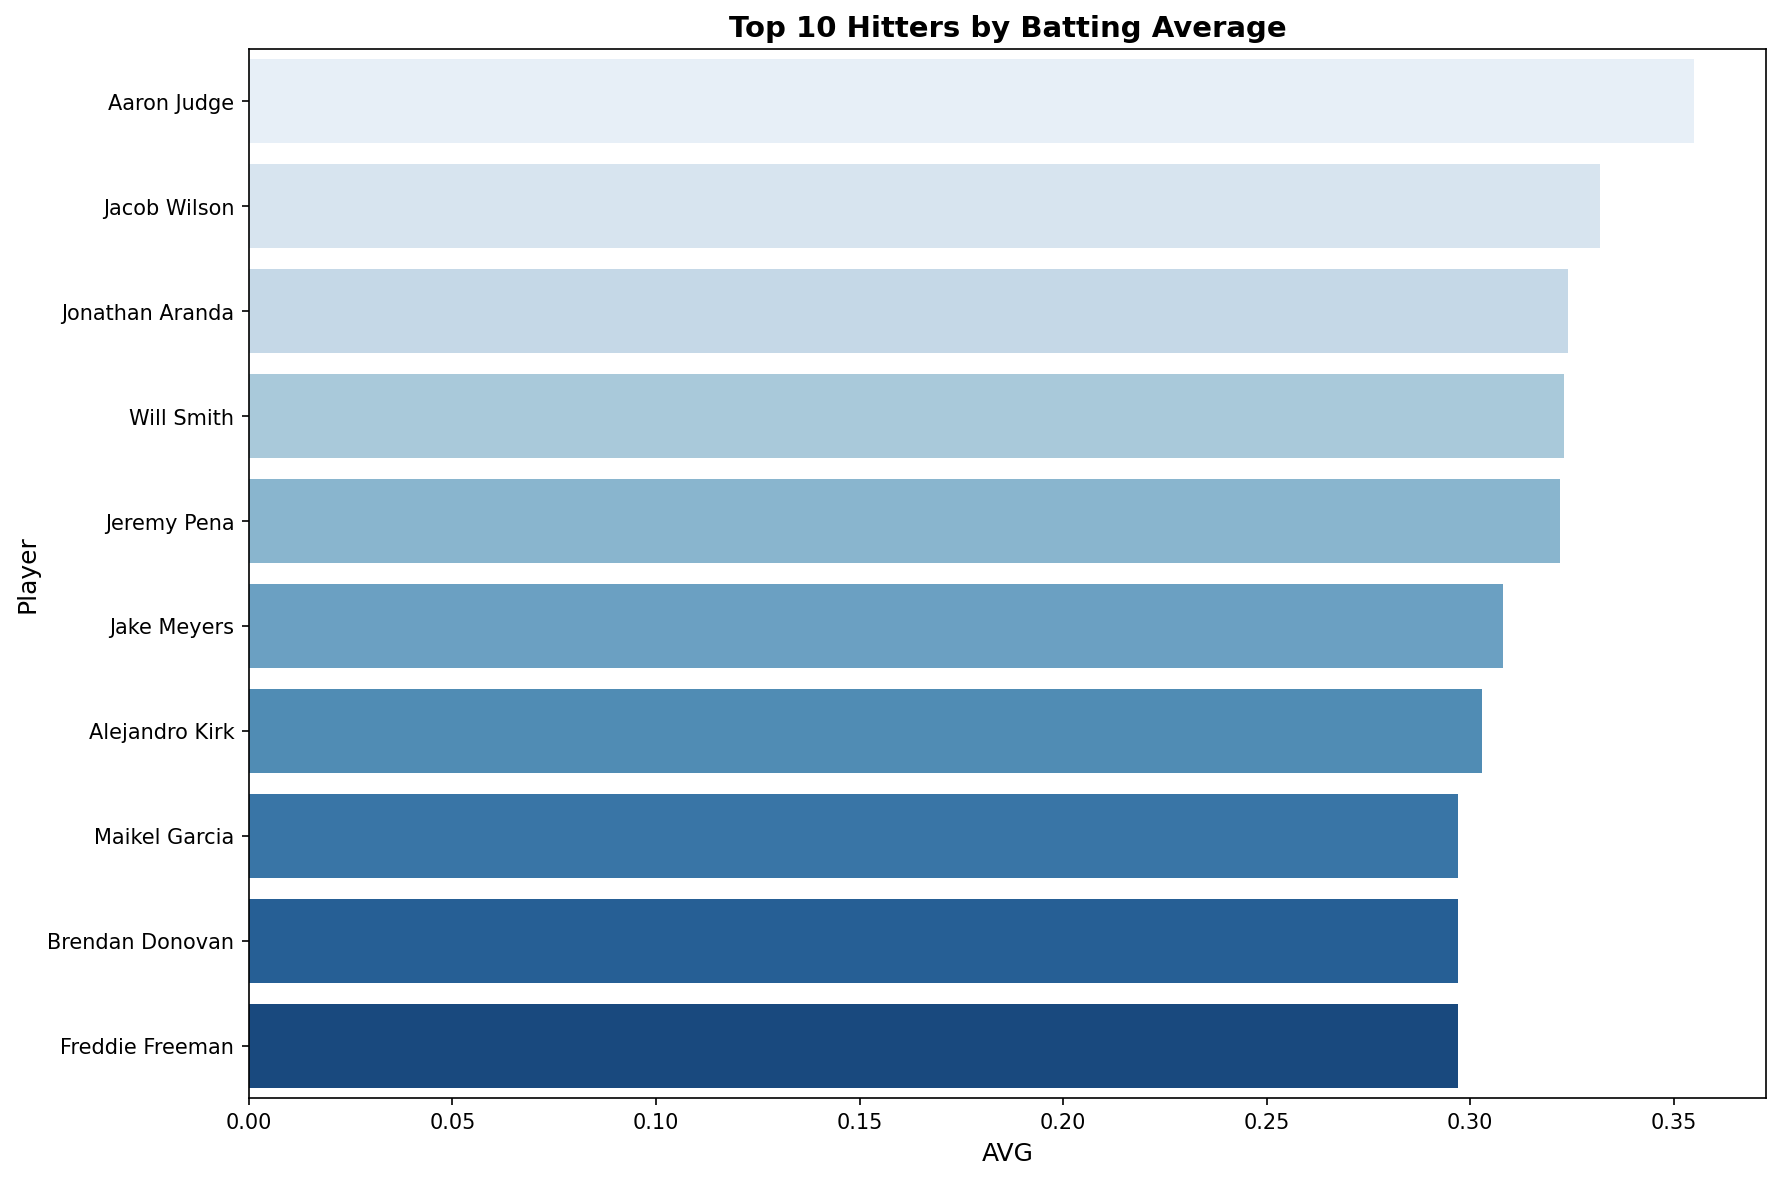 Top 10 Hitters by Batting Average
Player
Aaron Judge
Jacob Wilson
Jonathan Aranda
Will Smith
Jeremy Pena
Jake Meyers
Alejandro Kirk
Maikel Garcia
Brendan Donovan
Freddie Freeman
0.00 0.05 0.10 0.15 0.20 0.25 0.30 0.35
AVG